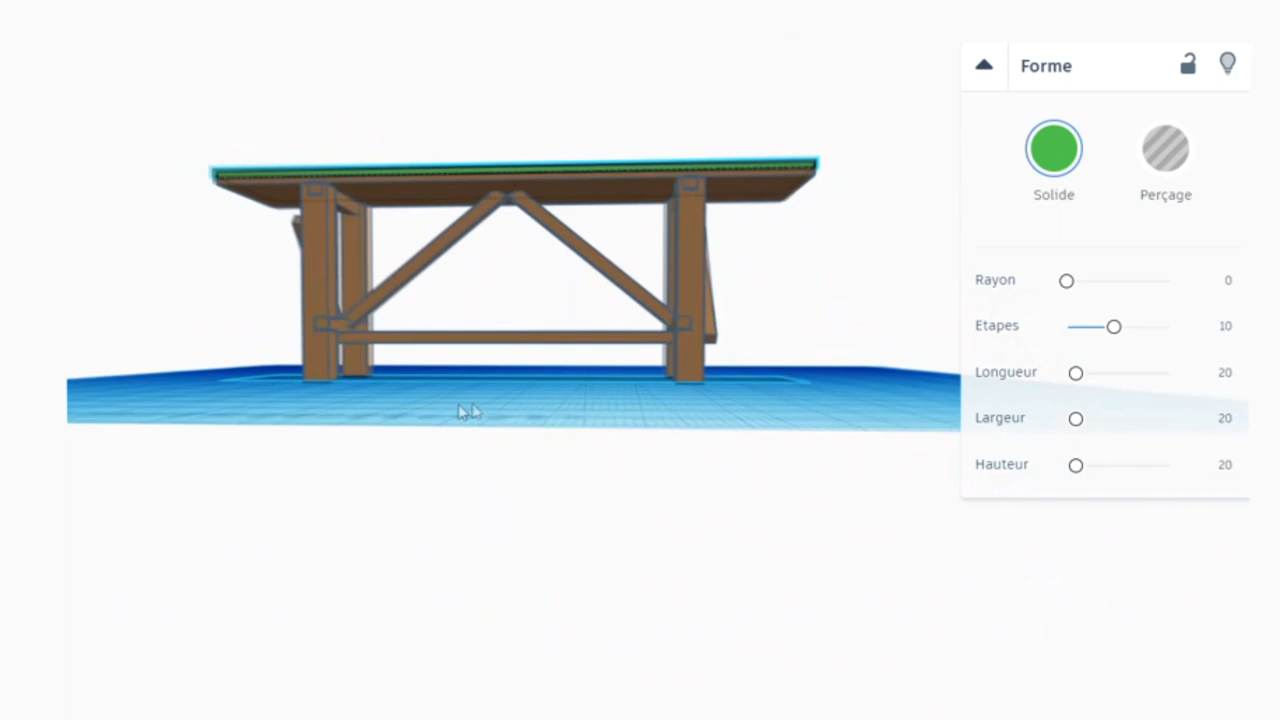 Forme
Solide Perçage
Rayon 0
Etapes 10
Longueur 20
Largeur 20
Hauteur 20